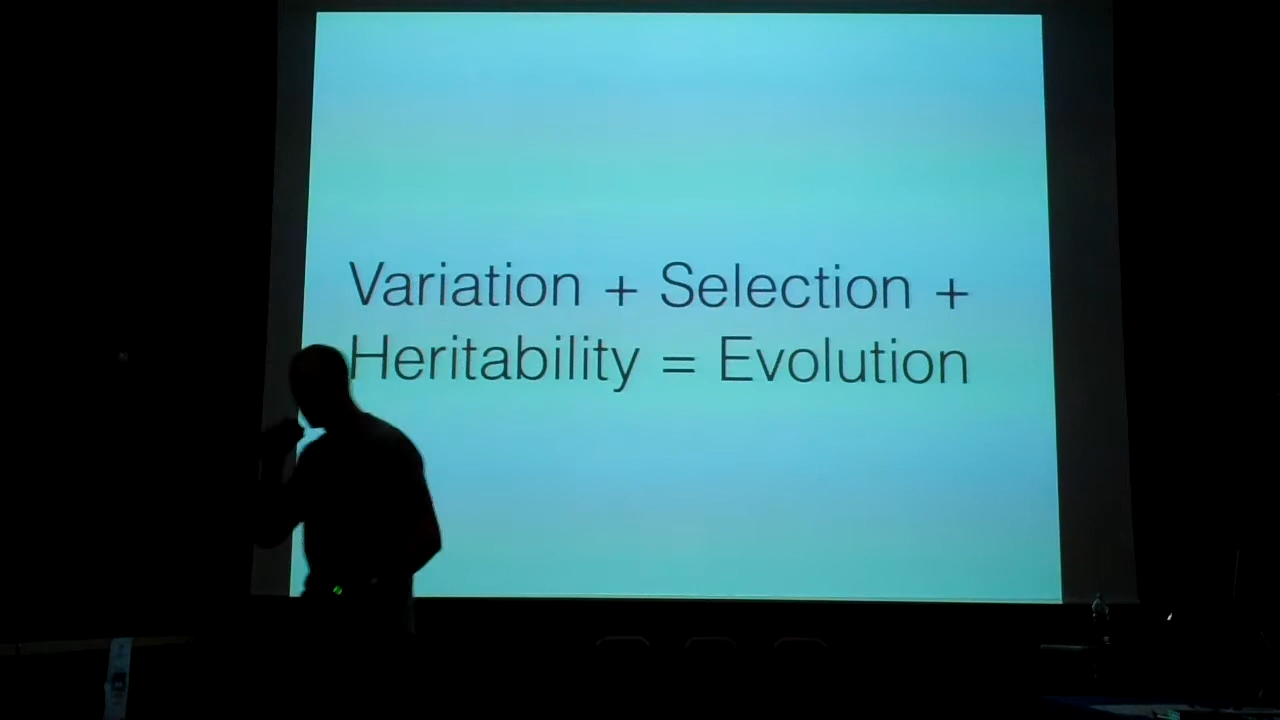 Variation + Selection +
Heritability = Evolution